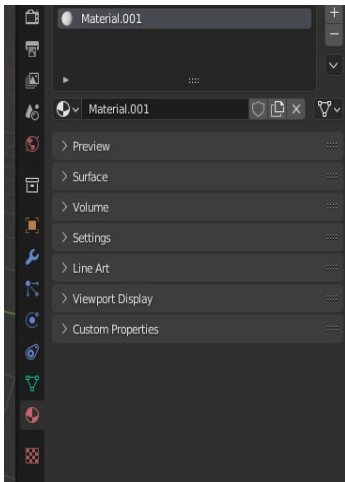 Material.001
Material.001
Preview
Surface
Volume
Settings
Line Art
Viewport Display
Custom Properties